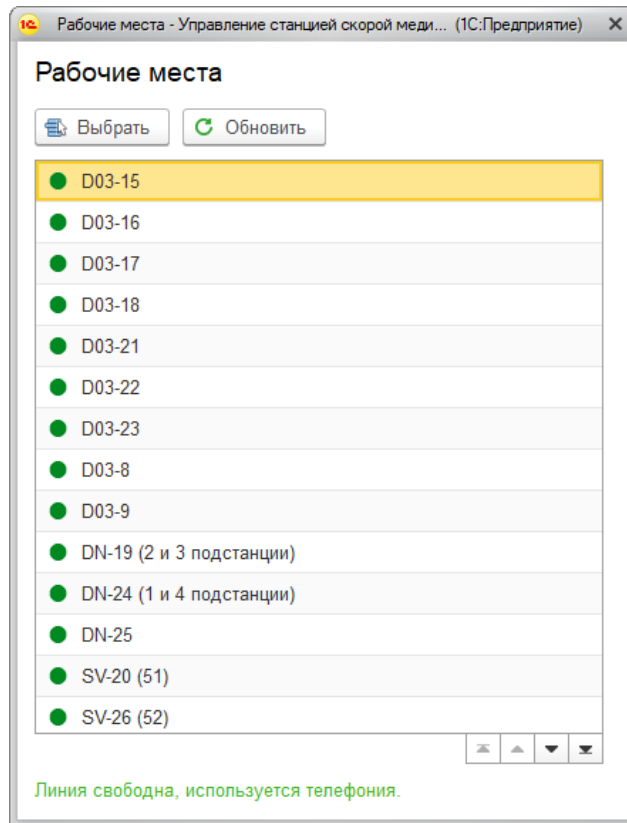 1С Рабочие места - Управление станцией скорой меди... (1С:Предприятие)
Рабочие места
Выбрать Обновить
D03-15
D03-16
D03-17
D03-18
D03-21
D03-22
D03-23
D03-8
D03-9
DN-19 (2 и 3 подстанции)
DN-24 (1 и 4 подстанции)
DN-25
SV-20 (51)
SV-26 (52)
Линия свободна, используется телефония.